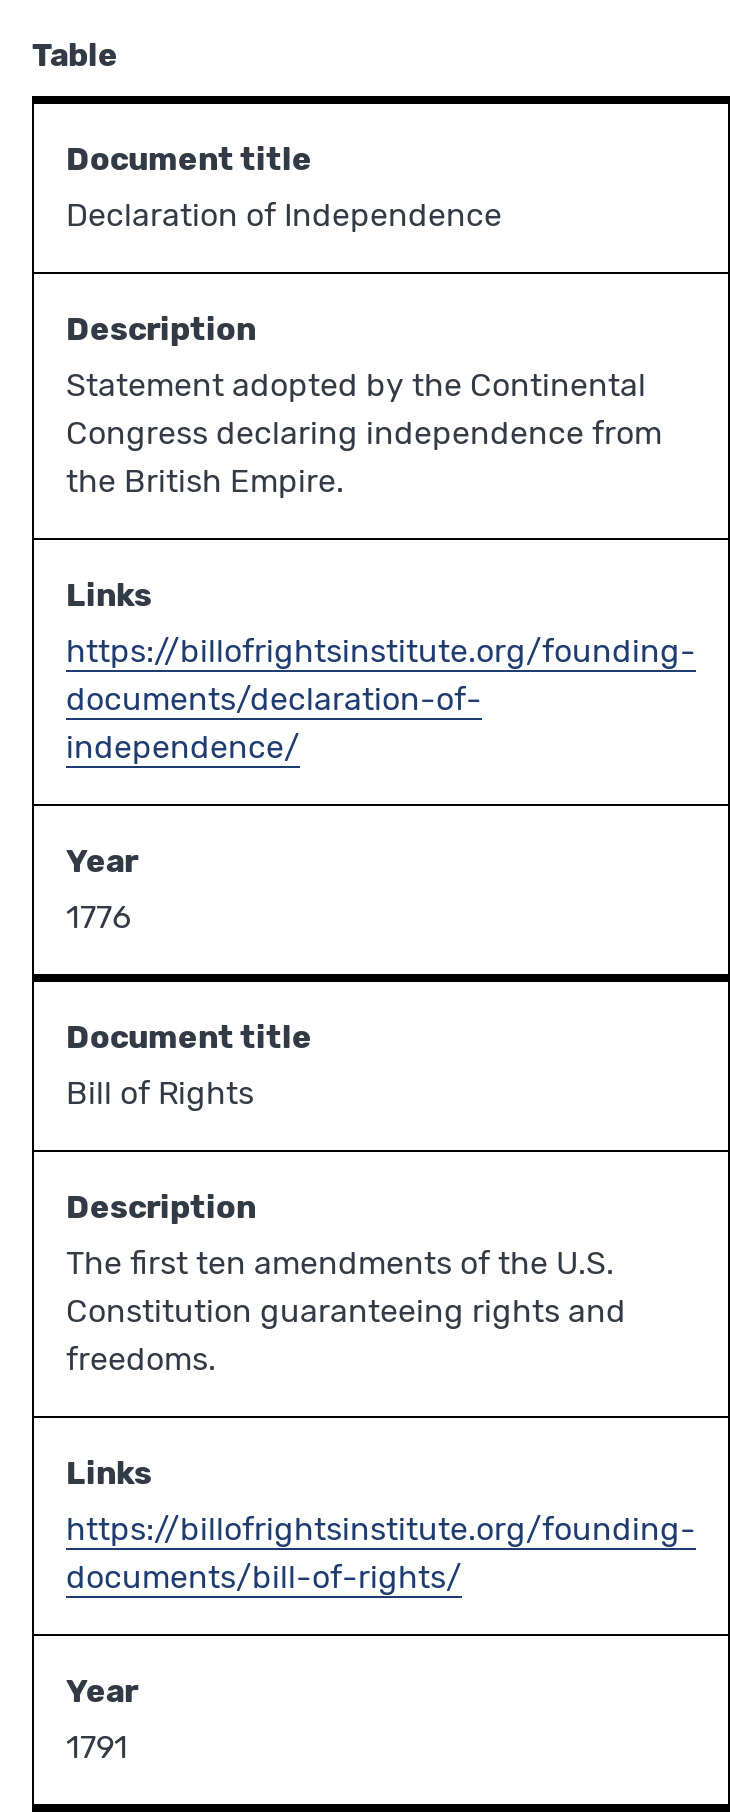 Table
Document title
Declaration of Independence
Description
Statement adopted by the Continental
Congress declaring independence from
the British Empire.
Links
https://billofrightsinstitute.org/founding-
documents/declaration-of-
independence/
Year
1776
Document title
Bill of Rights
Description
The first ten amendments of the U.S.
Constitution guaranteeing rights and
freedoms.
Links
https://billofrightsinstitute.org/founding-
documents/bill-of-rights/
Year
1791